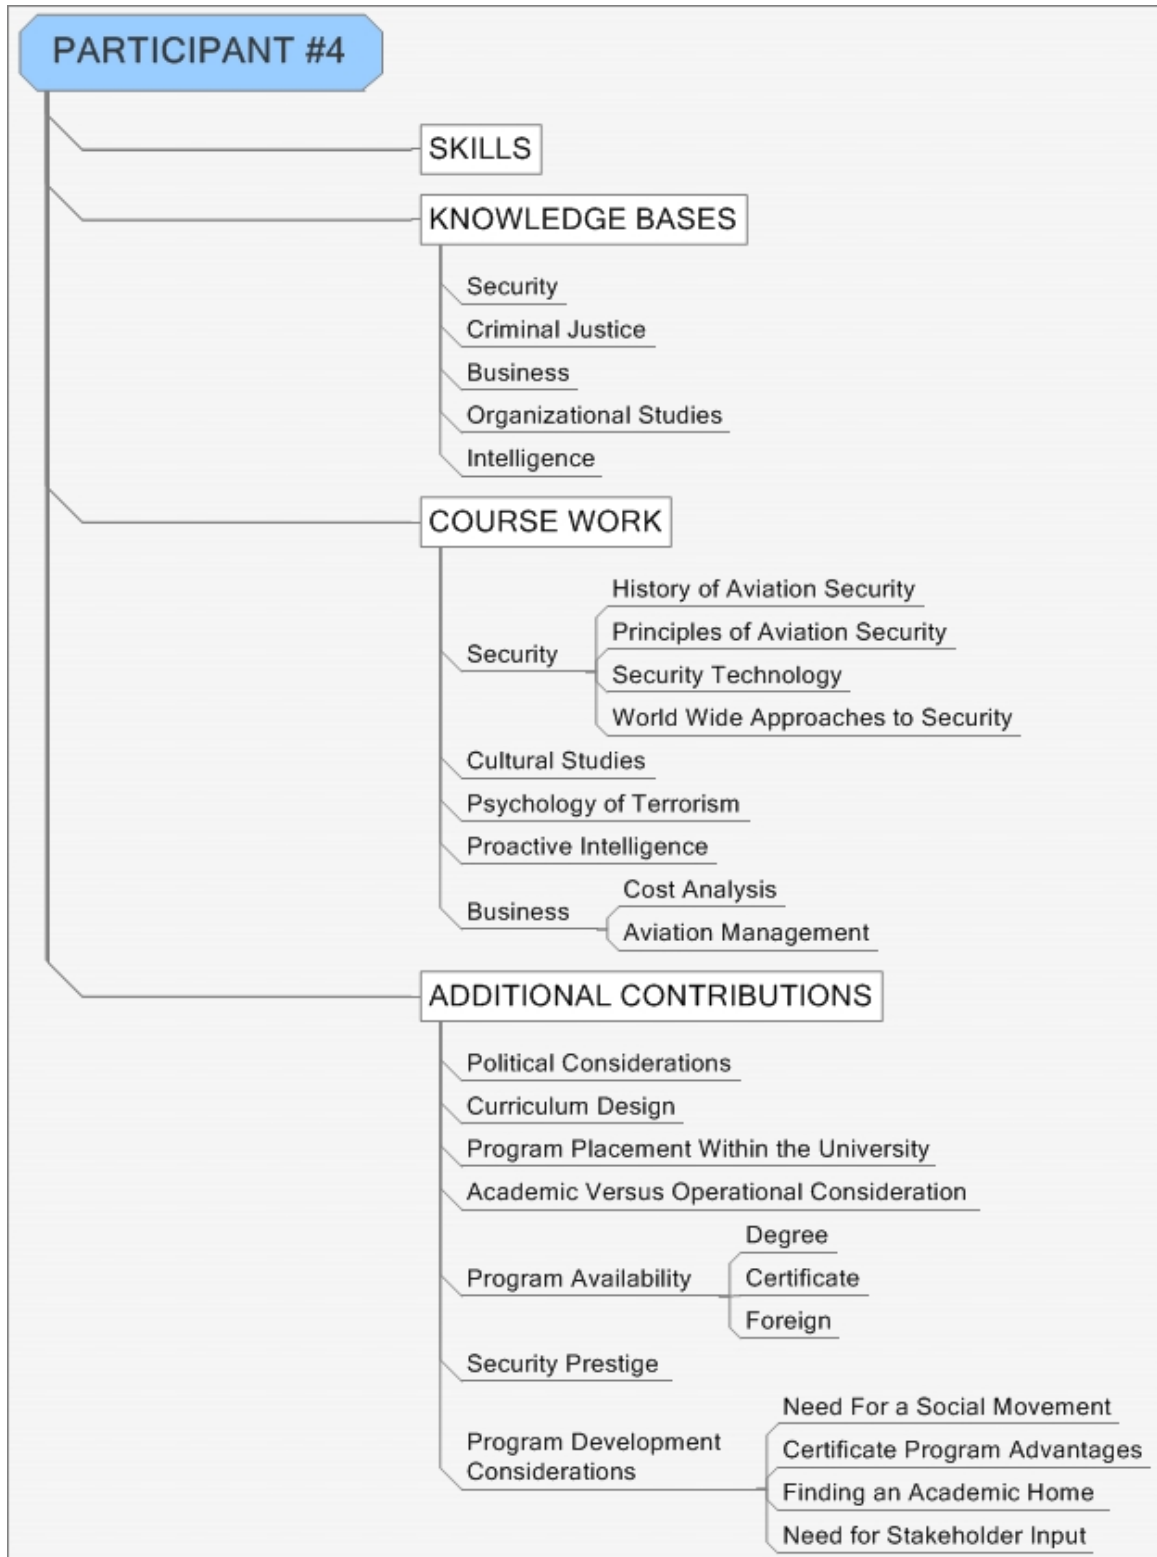 PARTICIPANT #4
SKILLS
KNOWLEDGE BASES
Security
Criminal Justice
Business
Organizational Studies
Intelligence
COURSE WORK
Security
History of Aviation Security
Principles of Aviation Security
Security Technology
World Wide Approaches to Security
Cultural Studies
Psychology of Terrorism
Proactive Intelligence
Business
Cost Analysis
Aviation Management
ADDITIONAL CONTRIBUTIONS
Political Considerations
Curriculum Design
Program Placement Within the University
Academic Versus Operational Consideration
Program Availability
Degree
Certificate
Foreign
Security Prestige
Program Development
Considerations
Need For a Social Movement
Certificate Program Advantages
Finding an Academic Home
Need for Stakeholder Input